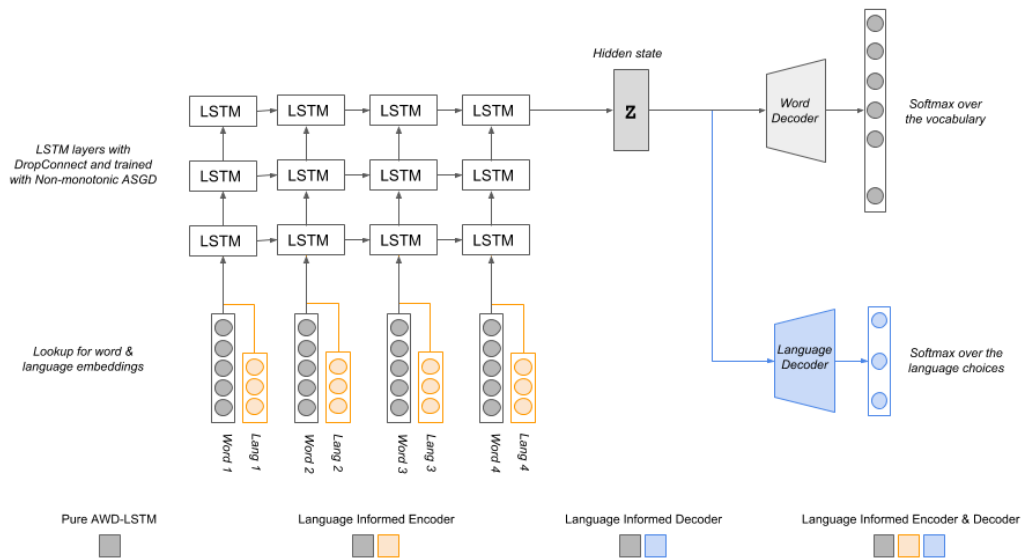 Hidden state
LSTM LSTM LSTM LSTM
z
Word
Decoder
Softmax over
the vocabulary
LSTM layers with
DropConnect and trained
with Non-monotonic ASGD
LSTM LSTM LSTM LSTM
LSTM LSTM LSTM LSTM
Lookup for word &
language embeddings
Language
Decoder
Softmax over the
language choices
Word 1
Lang 1
Word 2
Lang 2
Word 3
Lang 3
Word 4
Lang 4
Pure AWD-LSTM
Language Informed Encoder
Language Informed Decoder
Language Informed Encoder & Decoder